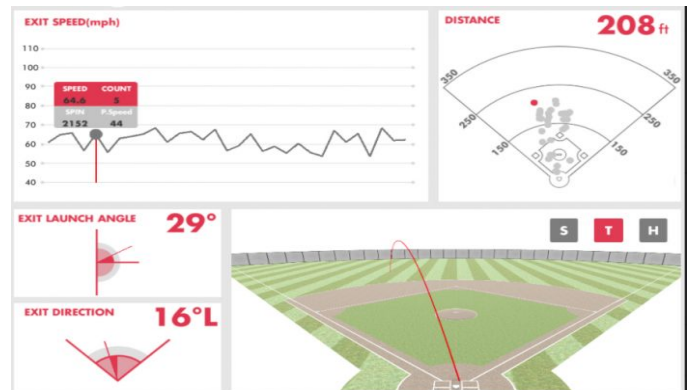 EXIT SPEED(mph)
110
100
90
80
70
60
50
40
SPEED COUNT
64.6 5
SPIN P.Speed
2152 44
DISTANCE
208 ft
350 350
250 250
150 150
EXIT LAUNCH ANGLE 29°
EXIT DIRECTION 16°L
S T H